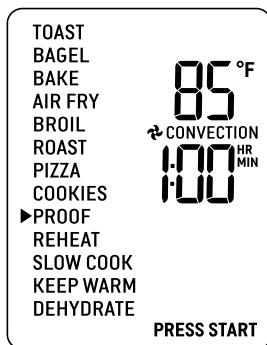 TOAST
BAGEL
BAKE
AIR FRY
BROIL
ROAST
PIZZA
COOKIES
▶PROOF
REHEAT
SLOW COOK
KEEP WARM
DEHYDRATE
85°F
CONVECTION
1:00 HR
MIN
PRESS START